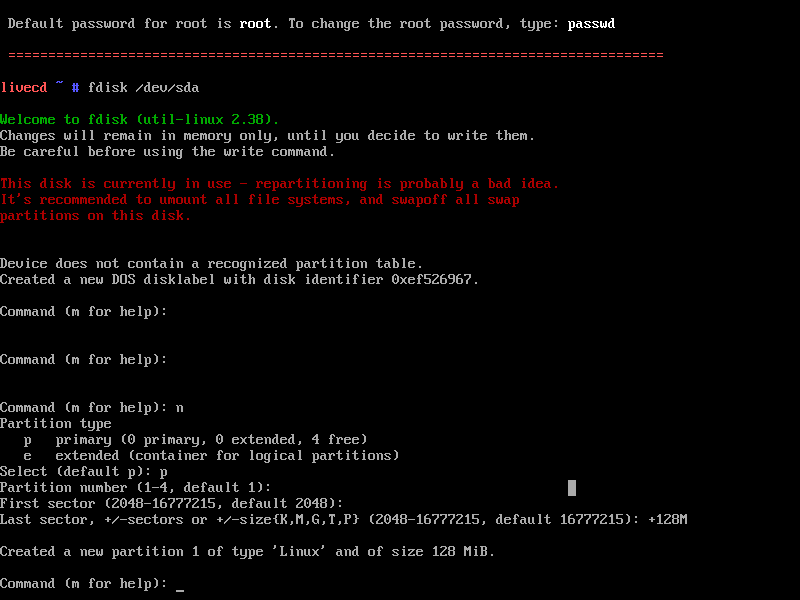 Default password for root is root. To change the root password, type: passwd
==================================================================================
livecd ~ # fdisk /dev/sda
Welcome to fdisk (util-linux 2.38).
Changes will remain in memory only, until you decide to write them.
Be careful before using the write command.
This disk is currently in use - repartitioning is probably a bad idea.
It's recommended to umount all file systems, and swapoff all swap
partitions on this disk.
Device does not contain a recognized partition table.
Created a new DOS disklabel with disk identifier 0xef526967.
Command (m for help):
Command (m for help):
Command (m for help): n
Partition type
   p   primary (0 primary, 0 extended, 4 free)
   e   extended (container for logical partitions)
Select (default p): p
Partition number (1-4, default 1):
First sector (2048-16777215, default 2048):
Last sector, +/-sectors or +/-size{K,M,G,T,P} (2048-16777215, default 16777215): +128M
Created a new partition 1 of type 'Linux' and of size 128 MiB.
Command (m for help): _